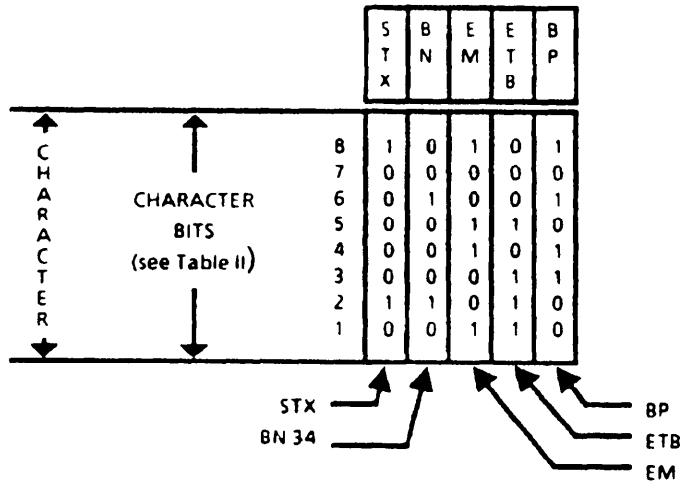 S B E E B
T N M T P
X B
8 1 0 1 0 1
7 0 0 0 0 0
6 0 1 0 0 1
5 0 0 1 1 0
4 0 0 1 0 1
3 0 0 0 1 1
2 1 1 0 1 0
1 0 0 1 1 0
CHARACTER
CHARACTER
BITS
(see Table II)
STX
BN 34
BP
ETB
EM